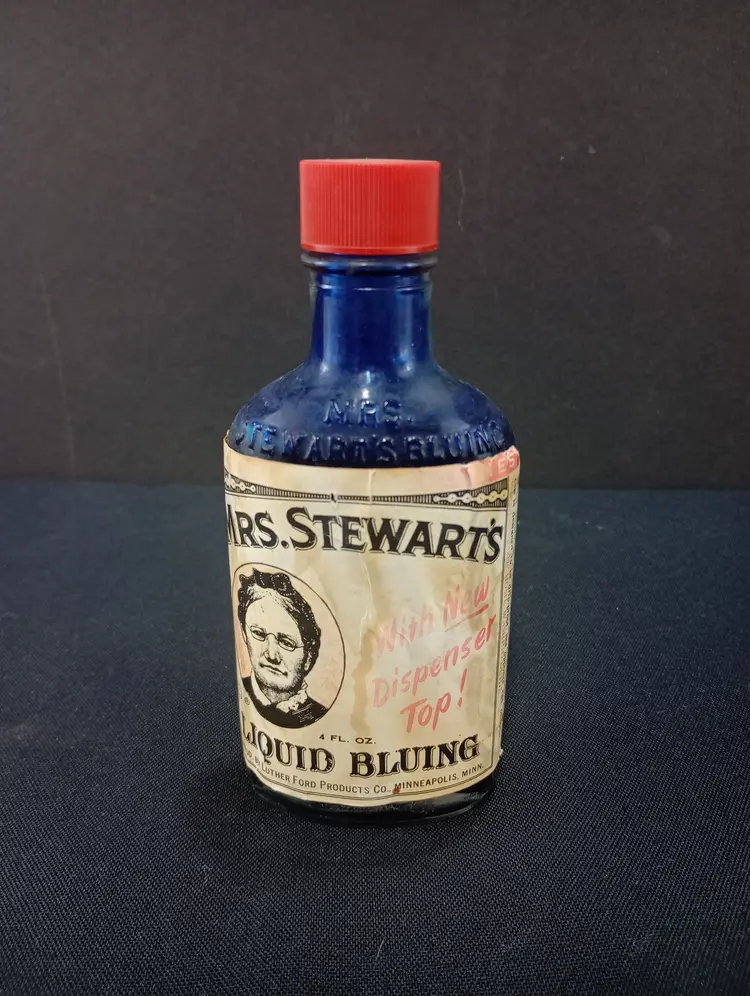 MRS.
STEWART'S BLUING
MRS. STEWART'S
With New
Dispenser
Top!
®
4 FL. OZ.
LIQUID BLUING
BY LUTHER FORD PRODUCTS CO., MINNEAPOLIS, MINN.